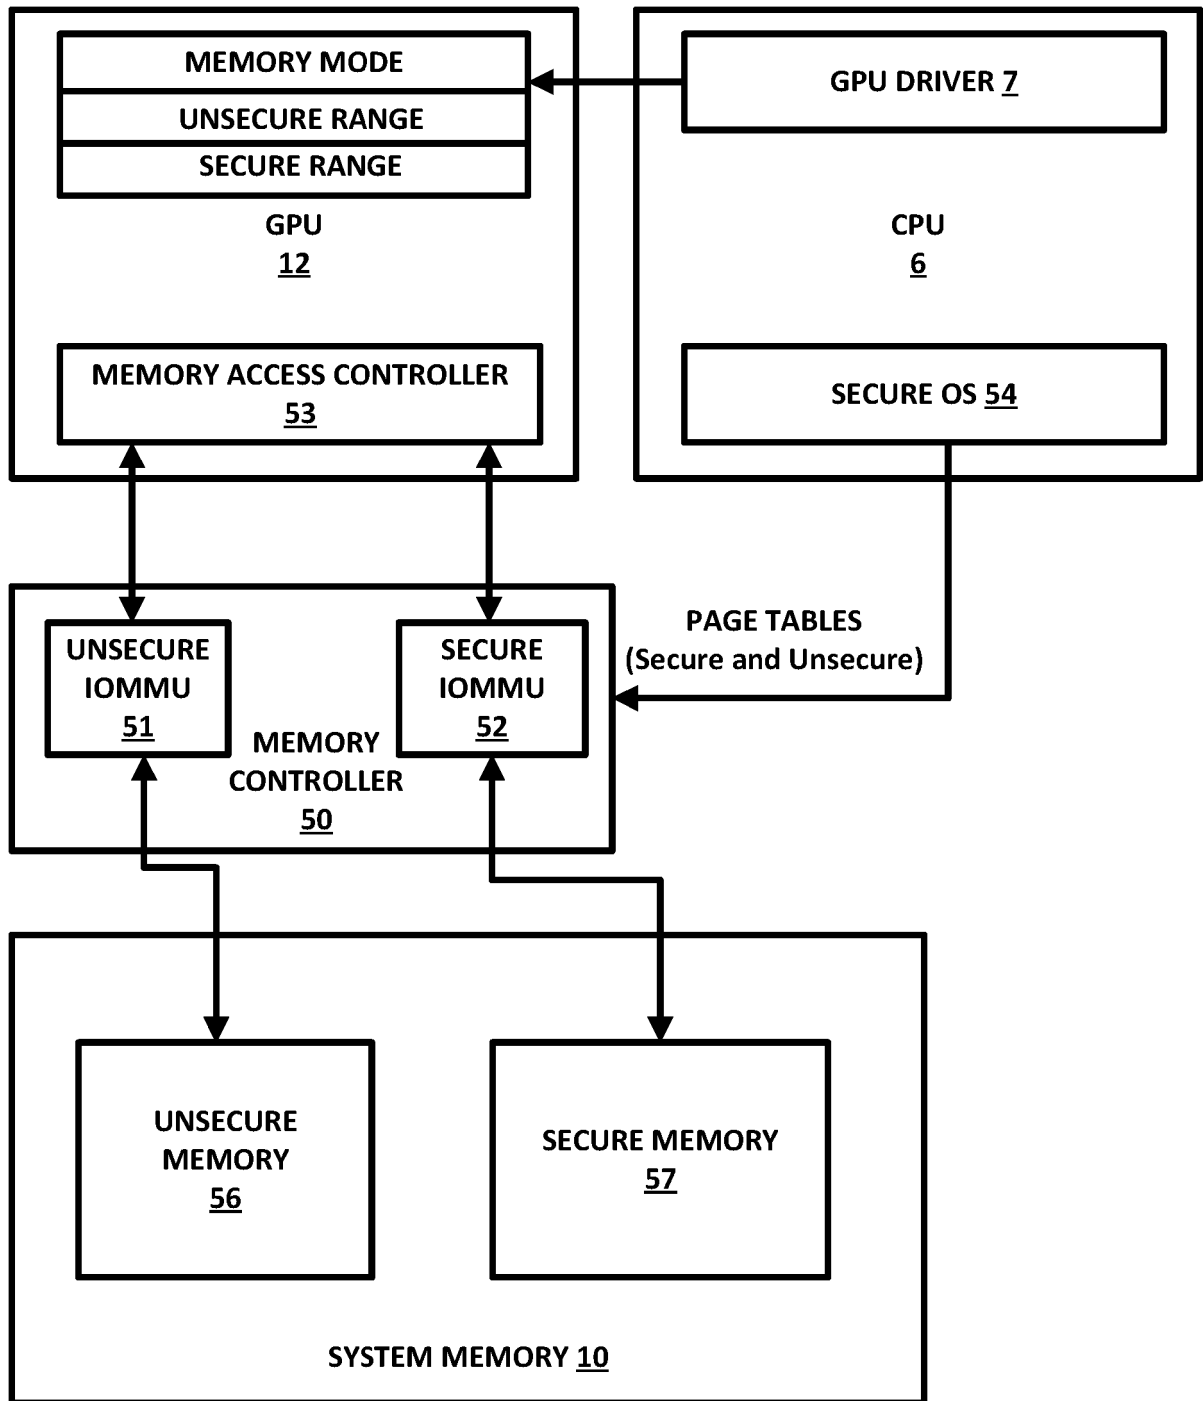 MEMORY MODE
UNSECURE RANGE
SECURE RANGE
GPU
12
MEMORY ACCESS CONTROLLER
53
GPU DRIVER 7
CPU
6
SECURE OS 54
UNSECURE
IOMMU
51
SECURE
IOMMU
52
MEMORY
CONTROLLER
50
PAGE TABLES
(Secure and Unsecure)
UNSECURE
MEMORY
56
SECURE MEMORY
57
SYSTEM MEMORY 10